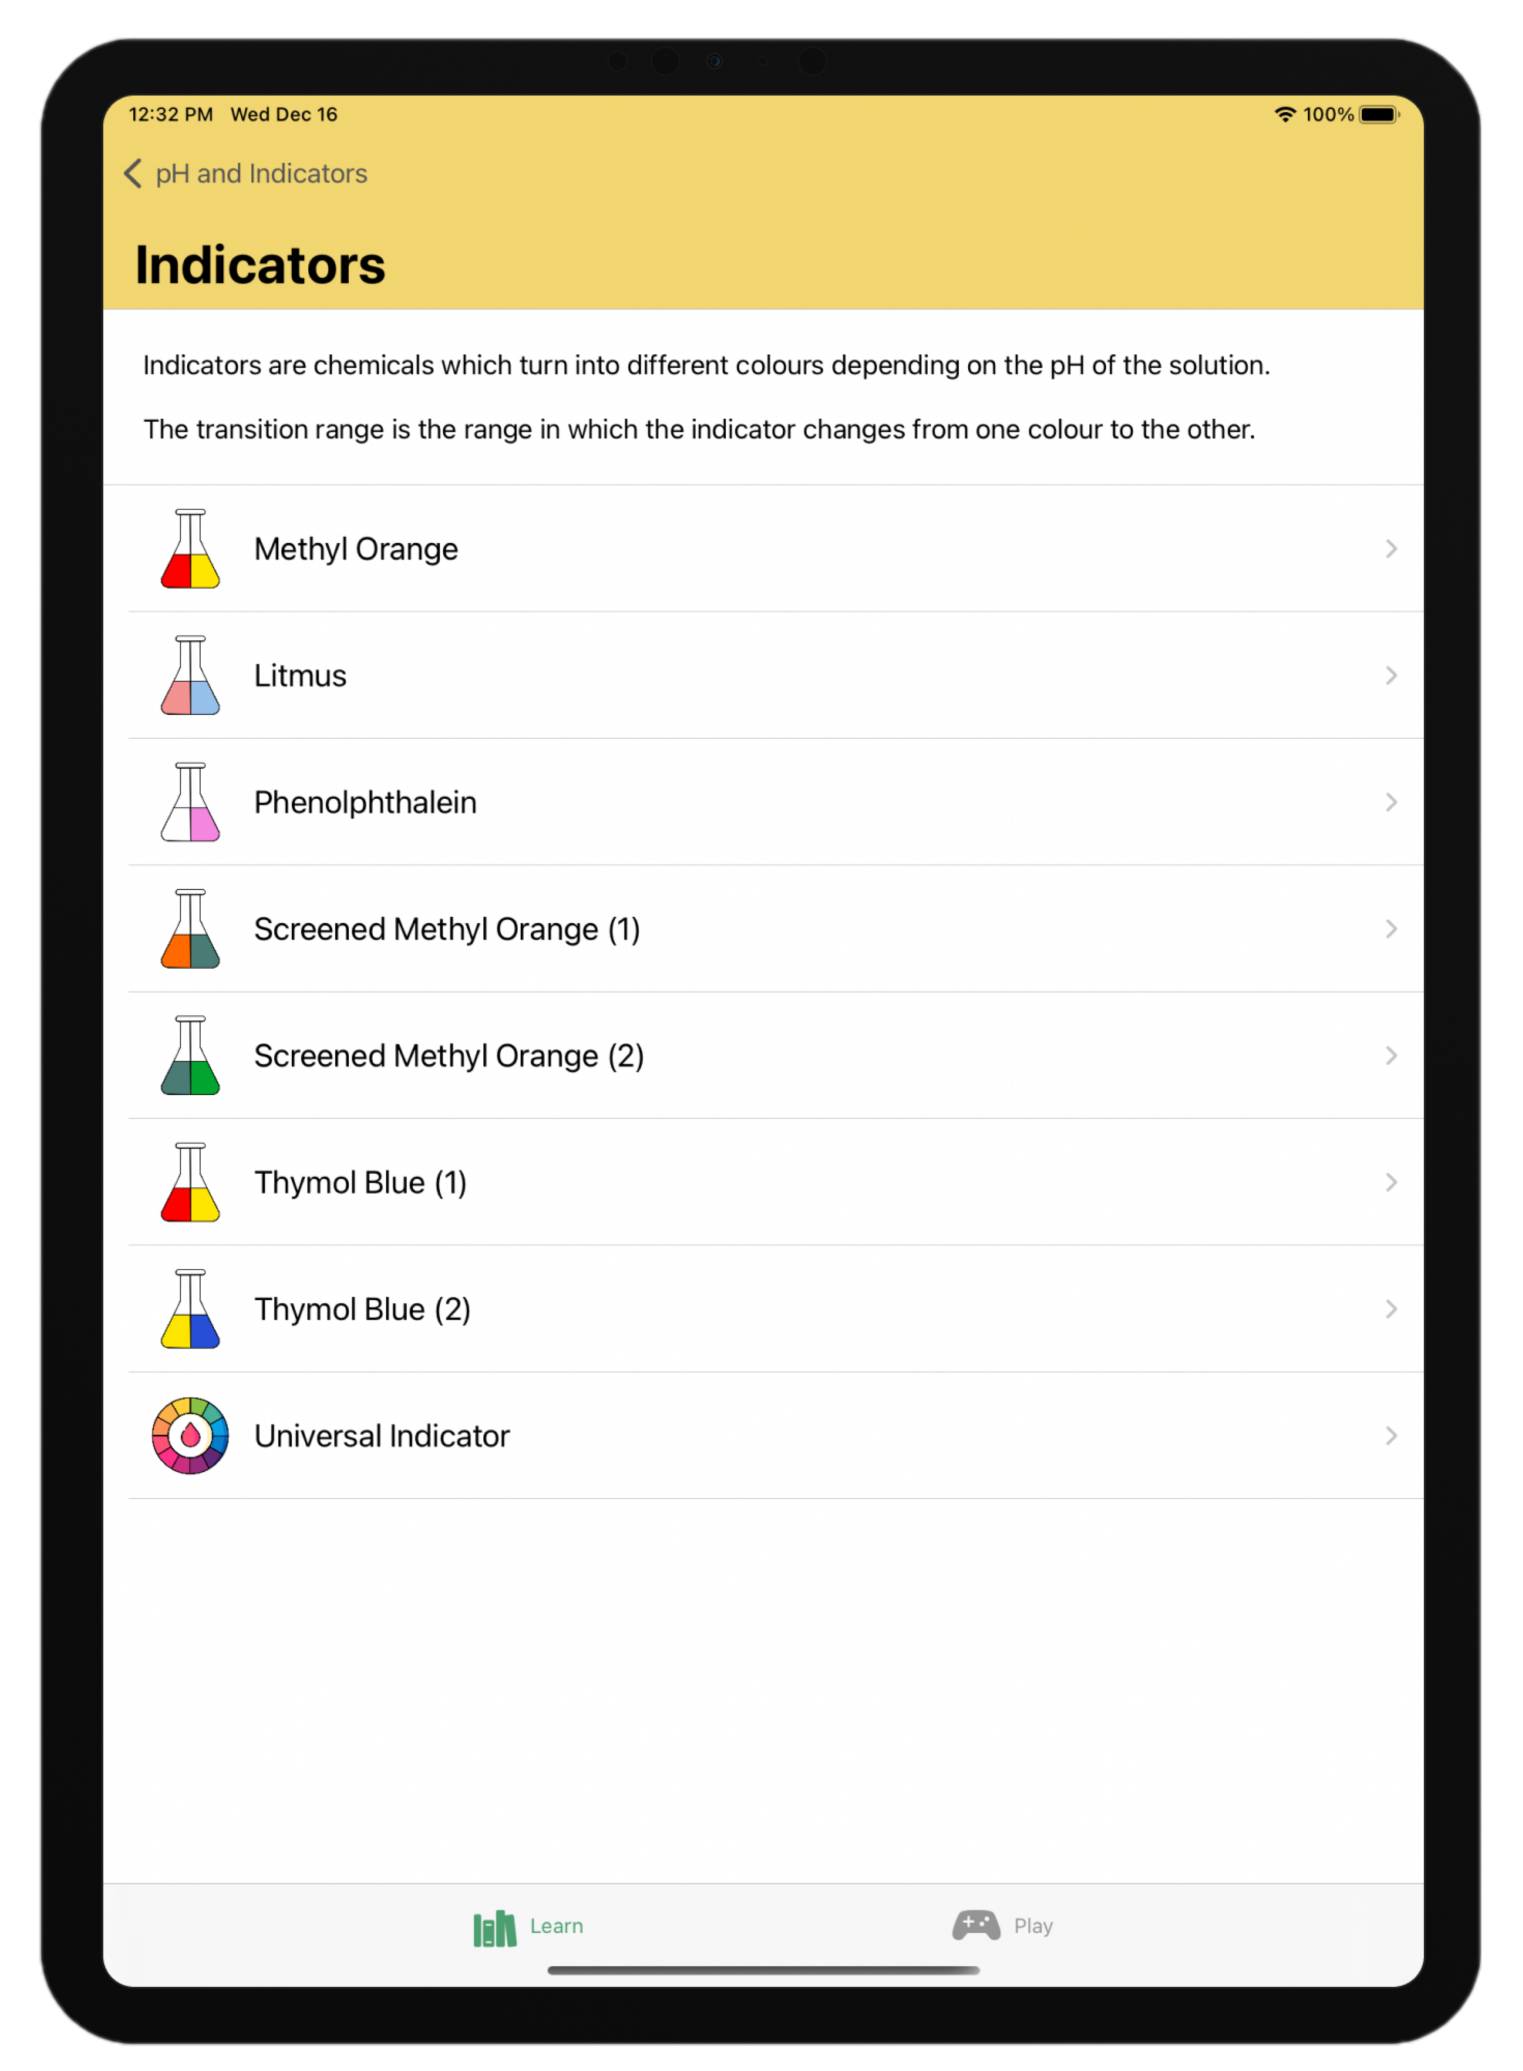 12:32 PM Wed Dec 16 100%
pH and Indicators
Indicators
Indicators are chemicals which turn into different colours depending on the pH of the solution.
The transition range is the range in which the indicator changes from one colour to the other.
Methyl Orange
Litmus
Phenolphthalein
Screened Methyl Orange (1)
Screened Methyl Orange (2)
Thymol Blue (1)
Thymol Blue (2)
Universal Indicator
Learn Play